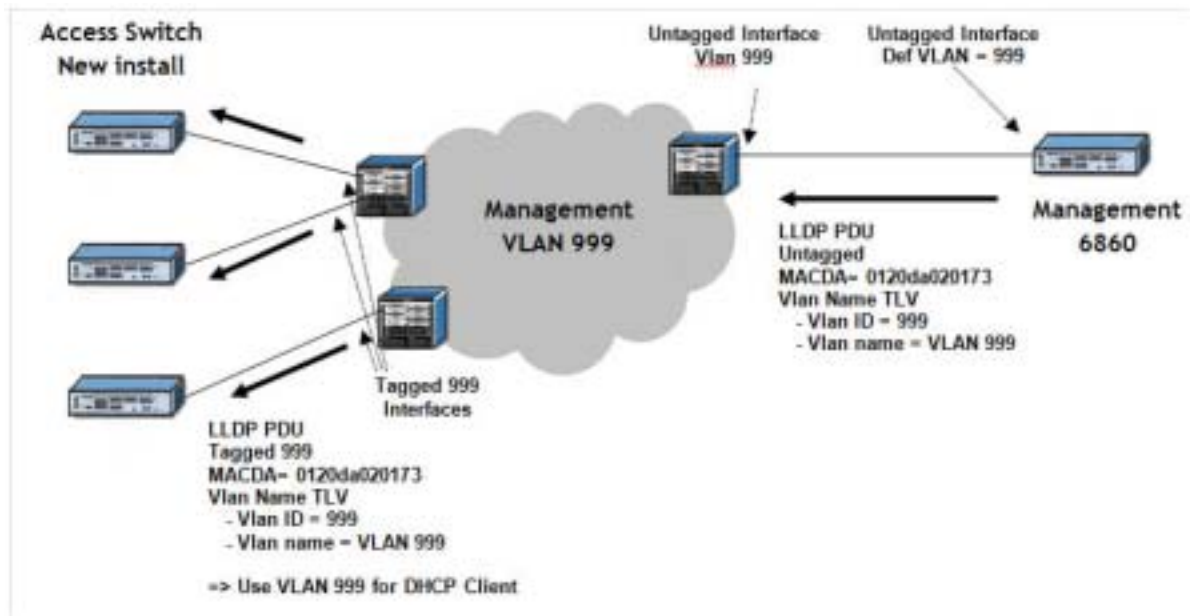 Access Switch
New install
Untagged Interface
Vlan 999
Untagged Interface
Def VLAN = 999
Management
VLAN 999
Management
6860
LLDP PDU
Untagged
MACDA= 0120da020173
Vlan Name TLV
- Vlan ID = 999
- Vlan name = VLAN 999
Tagged 999
Interfaces
LLDP PDU
Tagged 999
MACDA= 0120da020173
Vlan Name TLV
- Vlan ID = 999
- Vlan name = VLAN 999
=> Use VLAN 999 for DHCP Client